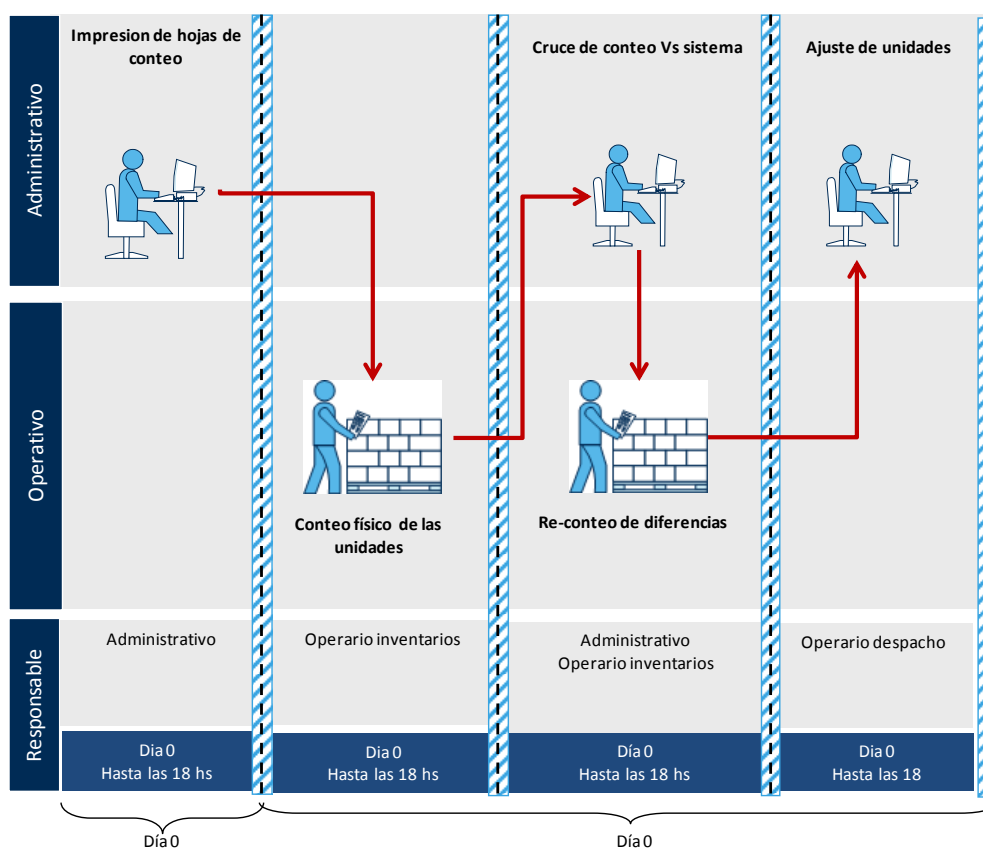 Administrativo
Impresion de hojas de
conteo
Cruce de conteo Vs sistema
Ajuste de unidades
Operativo
Conteo físico de las
unidades
Re-conteo de diferencias
Responsable
Administrativo
Operario inventarios
Administrativo
Operario inventarios
Operario despacho
Dia 0
Hasta las 18 hs
Dia 0
Hasta las 18 hs
Día 0
Hasta las 18 hs
Dia 0
Hasta las 18
Día 0
Día 0